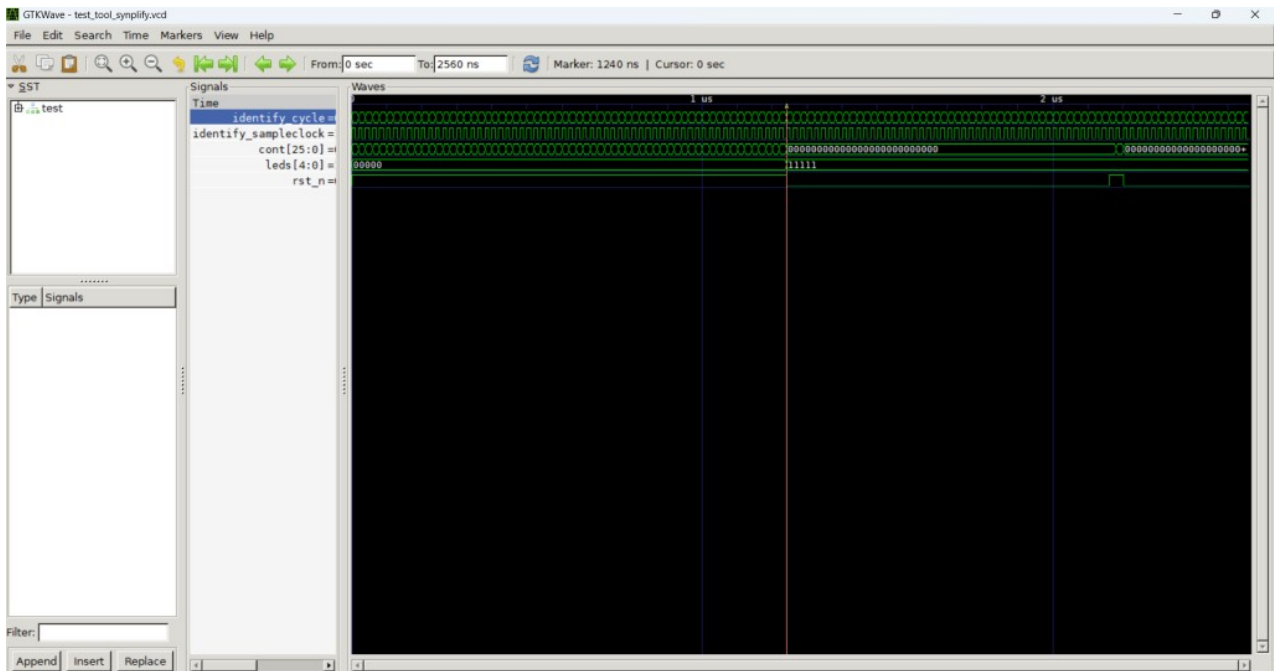 GTKWave - test_tool_synplify.vcd
File Edit Search Time Markers View Help
From: 0 sec To: 2560 ns Marker: 1240 ns | Cursor: 0 sec
SST
test
Type Signals
Filter:
Append Insert Replace
Signals
Time
identify_cycle =
identify_sampleclock =
cont[25:0] =
leds[4:0] =
rst_n =
Waves
1 us 2 us
00000 11111